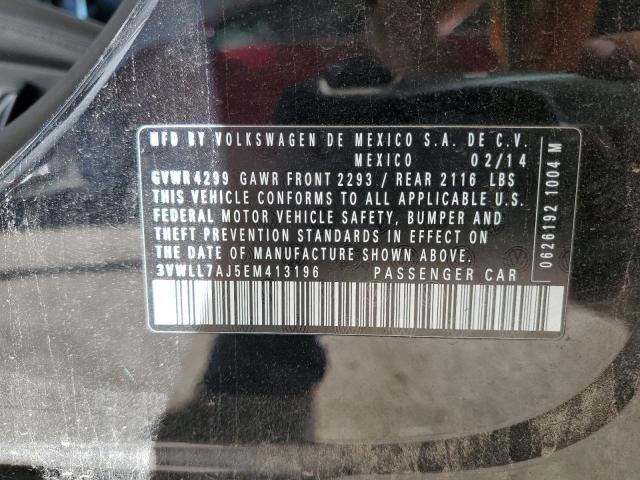 MFD BY VOLKSWAGEN DE MEXICO S.A. DE C.V.
MEXICO 02/14
GVWR 4299 GAWR FRONT 2293 / REAR 2116 LBS
THIS VEHICLE CONFORMS TO ALL APPLICABLE U.S.
FEDERAL MOTOR VEHICLE SAFETY, BUMPER AND
THEFT PREVENTION STANDARDS IN EFFECT ON
THE DATE OF MANUFACTURE SHOWN ABOVE.
3VWLL7AJ5EM413196 PASSENGER CAR
0626192 1004 M